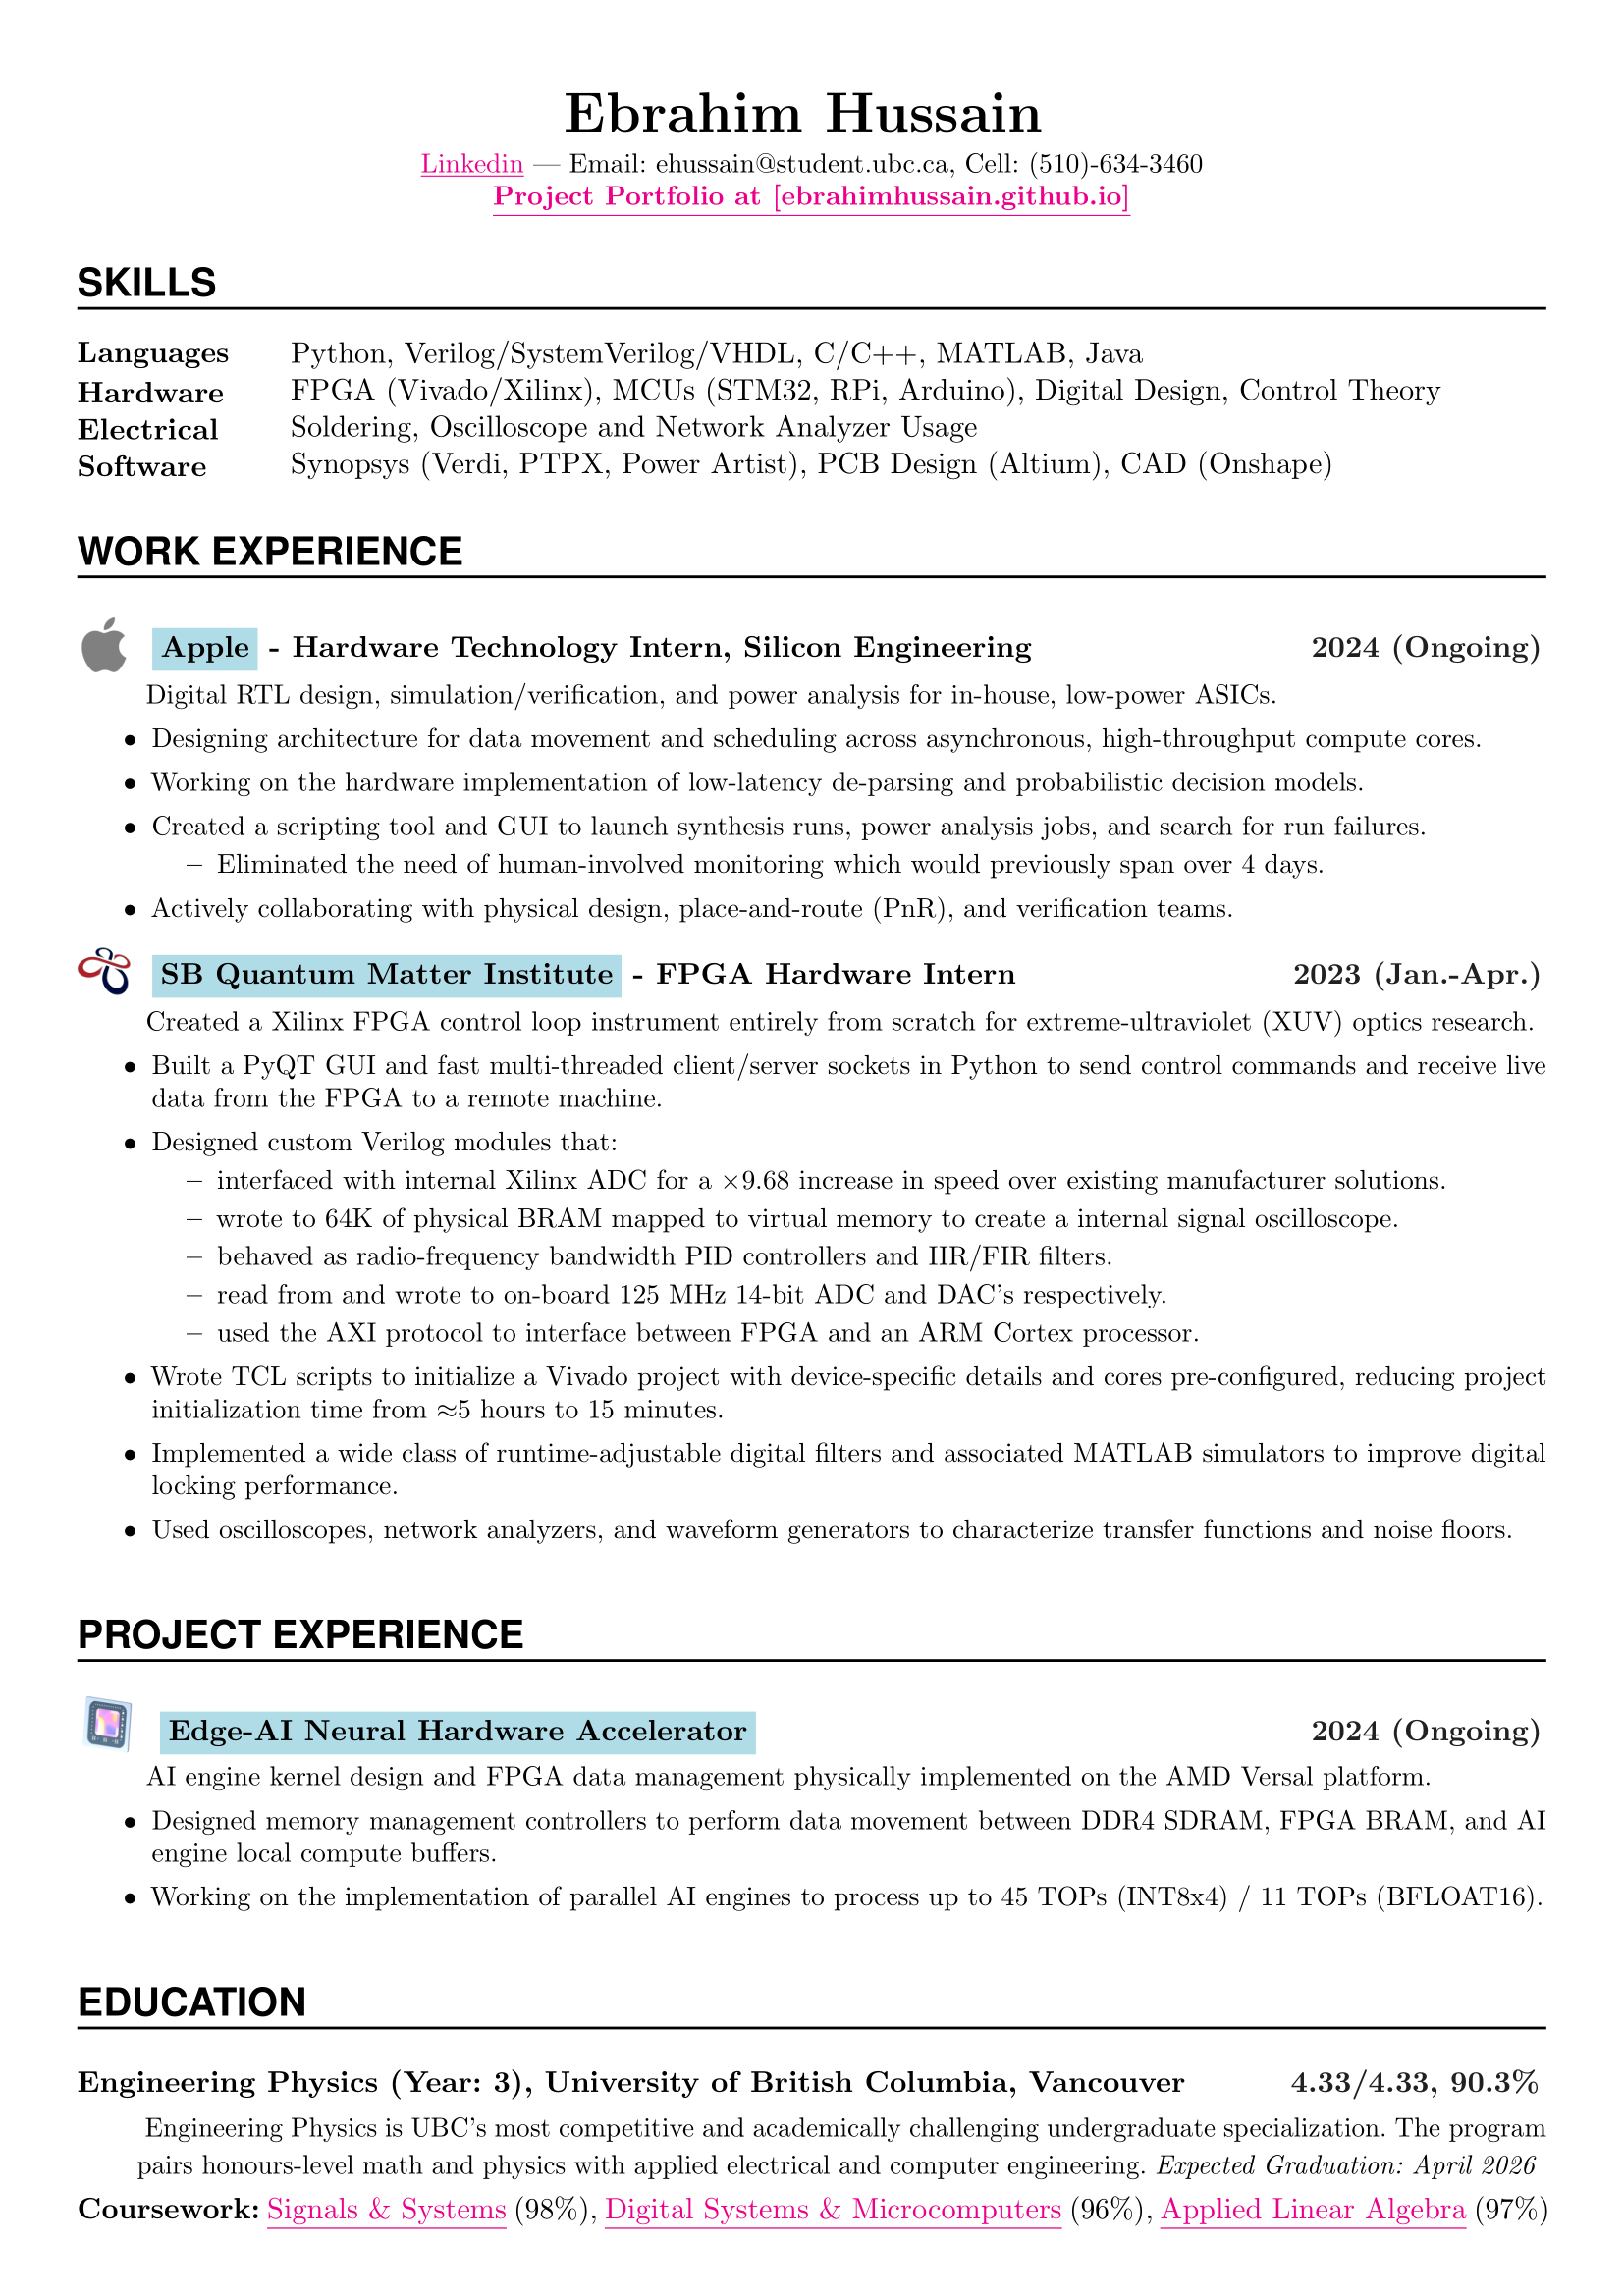 Ebrahim Hussain
Linkedin — Email: ehussain@student.ubc.ca, Cell: (510)-634-3460
Project Portfolio at [ebrahimhussain.github.io]
SKILLS
Languages Python, Verilog/SystemVerilog/VHDL, C/C++, MATLAB, Java
Hardware FPGA (Vivado/Xilinx), MCUs (STM32, RPi, Arduino), Digital Design, Control Theory
Electrical Soldering, Oscilloscope and Network Analyzer Usage
Software Synopsys (Verdi, PTPX, Power Artist), PCB Design (Altium), CAD (Onshape)
WORK EXPERIENCE
Apple - Hardware Technology Intern, Silicon Engineering 2024 (Ongoing)
Digital RTL design, simulation/verification, and power analysis for in-house, low-power ASICs.
• Designing architecture for data movement and scheduling across asynchronous, high-throughput compute cores.
• Working on the hardware implementation of low-latency de-parsing and probabilistic decision models.
• Created a scripting tool and GUI to launch synthesis runs, power analysis jobs, and search for run failures.
– Eliminated the need of human-involved monitoring which would previously span over 4 days.
• Actively collaborating with physical design, place-and-route (PnR), and verification teams.
SB Quantum Matter Institute - FPGA Hardware Intern 2023 (Jan.-Apr.)
Created a Xilinx FPGA control loop instrument entirely from scratch for extreme-ultraviolet (XUV) optics research.
• Built a PyQT GUI and fast multi-threaded client/server sockets in Python to send control commands and receive live
data from the FPGA to a remote machine.
• Designed custom Verilog modules that:
– interfaced with internal Xilinx ADC for a ×9.68 increase in speed over existing manufacturer solutions.
– wrote to 64K of physical BRAM mapped to virtual memory to create a internal signal oscilloscope.
– behaved as radio-frequency bandwidth PID controllers and IIR/FIR filters.
– read from and wrote to on-board 125 MHz 14-bit ADC and DAC's respectively.
– used the AXI protocol to interface between FPGA and an ARM Cortex processor.
• Wrote TCL scripts to initialize a Vivado project with device-specific details and cores pre-configured, reducing project
initialization time from ≈5 hours to 15 minutes.
• Implemented a wide class of runtime-adjustable digital filters and associated MATLAB simulators to improve digital
locking performance.
• Used oscilloscopes, network analyzers, and waveform generators to characterize transfer functions and noise floors.
PROJECT EXPERIENCE
Edge-AI Neural Hardware Accelerator 2024 (Ongoing)
AI engine kernel design and FPGA data management physically implemented on the AMD Versal platform.
• Designed memory management controllers to perform data movement between DDR4 SDRAM, FPGA BRAM, and AI
engine local compute buffers.
• Working on the implementation of parallel AI engines to process up to 45 TOPs (INT8x4) / 11 TOPs (BFLOAT16).
EDUCATION
Engineering Physics (Year: 3), University of British Columbia, Vancouver 4.33/4.33, 90.3%
Engineering Physics is UBC's most competitive and academically challenging undergraduate specialization. The program
pairs honours-level math and physics with applied electrical and computer engineering. Expected Graduation: April 2026
Coursework: Signals & Systems (98%), Digital Systems & Microcomputers (96%), Applied Linear Algebra (97%)